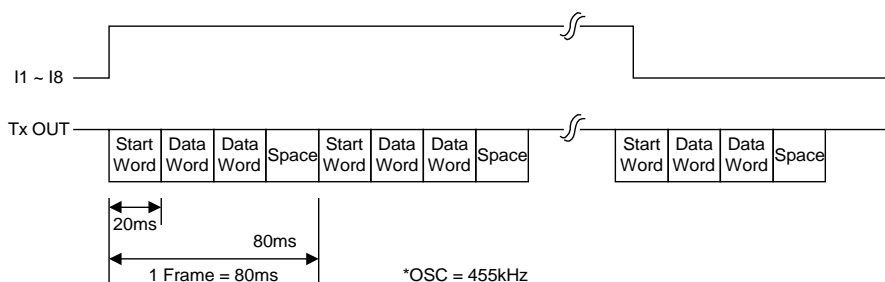 I1 ~ I8
Tx OUT
Start Word
Data Word
Data Word
Space
Start Word
Data Word
Data Word
Space
Start Word
Data Word
Data Word
Space
20ms
80ms
1 Frame = 80ms
*OSC = 455kHz